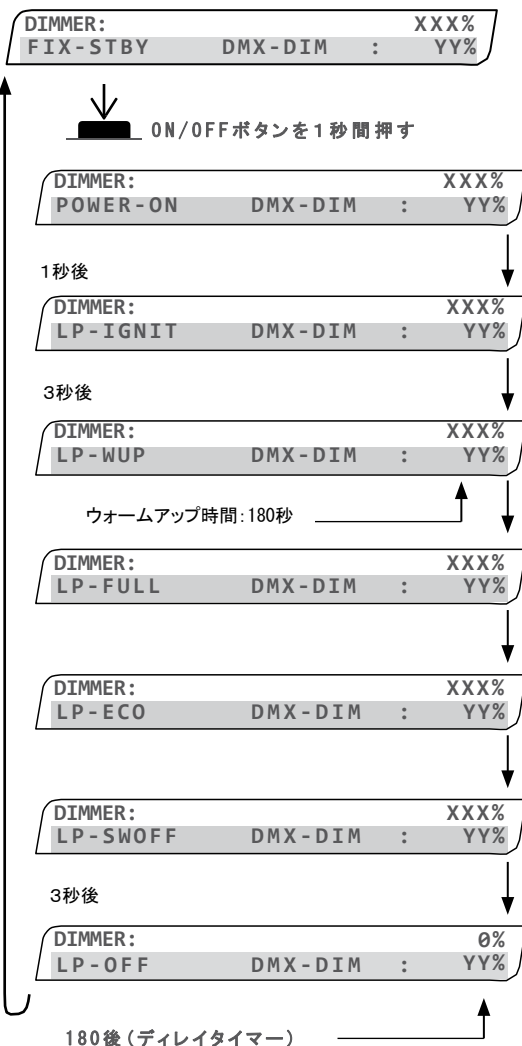 DIMMER: XXX%
FIX-STBY DMX-DIM : YY%
ON/OFFボタンを1秒間押す
DIMMER: XXX%
POWER-ON DMX-DIM : YY%
1秒後
DIMMER: XXX%
LP-IGNIT DMX-DIM : YY%
3秒後
DIMMER: XXX%
LP-WUP DMX-DIM : YY%
ウォームアップ時間:180秒
DIMMER: XXX%
LP-FULL DMX-DIM : YY%
DIMMER: XXX%
LP-ECO DMX-DIM : YY%
DIMMER: XXX%
LP-SWOFF DMX-DIM : YY%
3秒後
DIMMER: 0%
LP-OFF DMX-DIM : YY%
180後(ディレイタイマー)